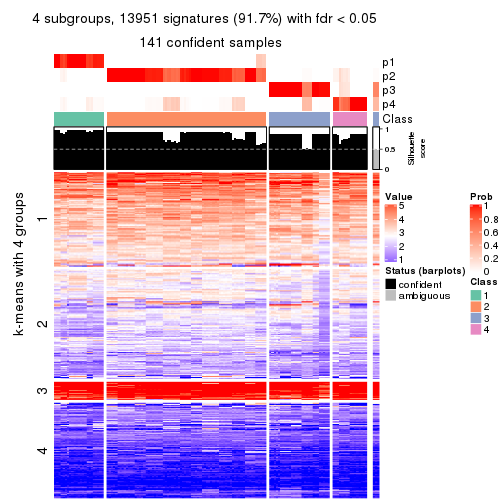 4 subgroups, 13951 signatures (91.7%) with fdr < 0.05
141 confident samples
p1
p2
p3
p4
Class
1
0.5
0
Silhouette
score
k-means with 4 groups
1
2
3
4
Value
5
4
3
2
1
Status (barplots)
confident
ambiguous
Prob
1
0.8
0.6
0.4
0.2
0
Class
1
2
3
4